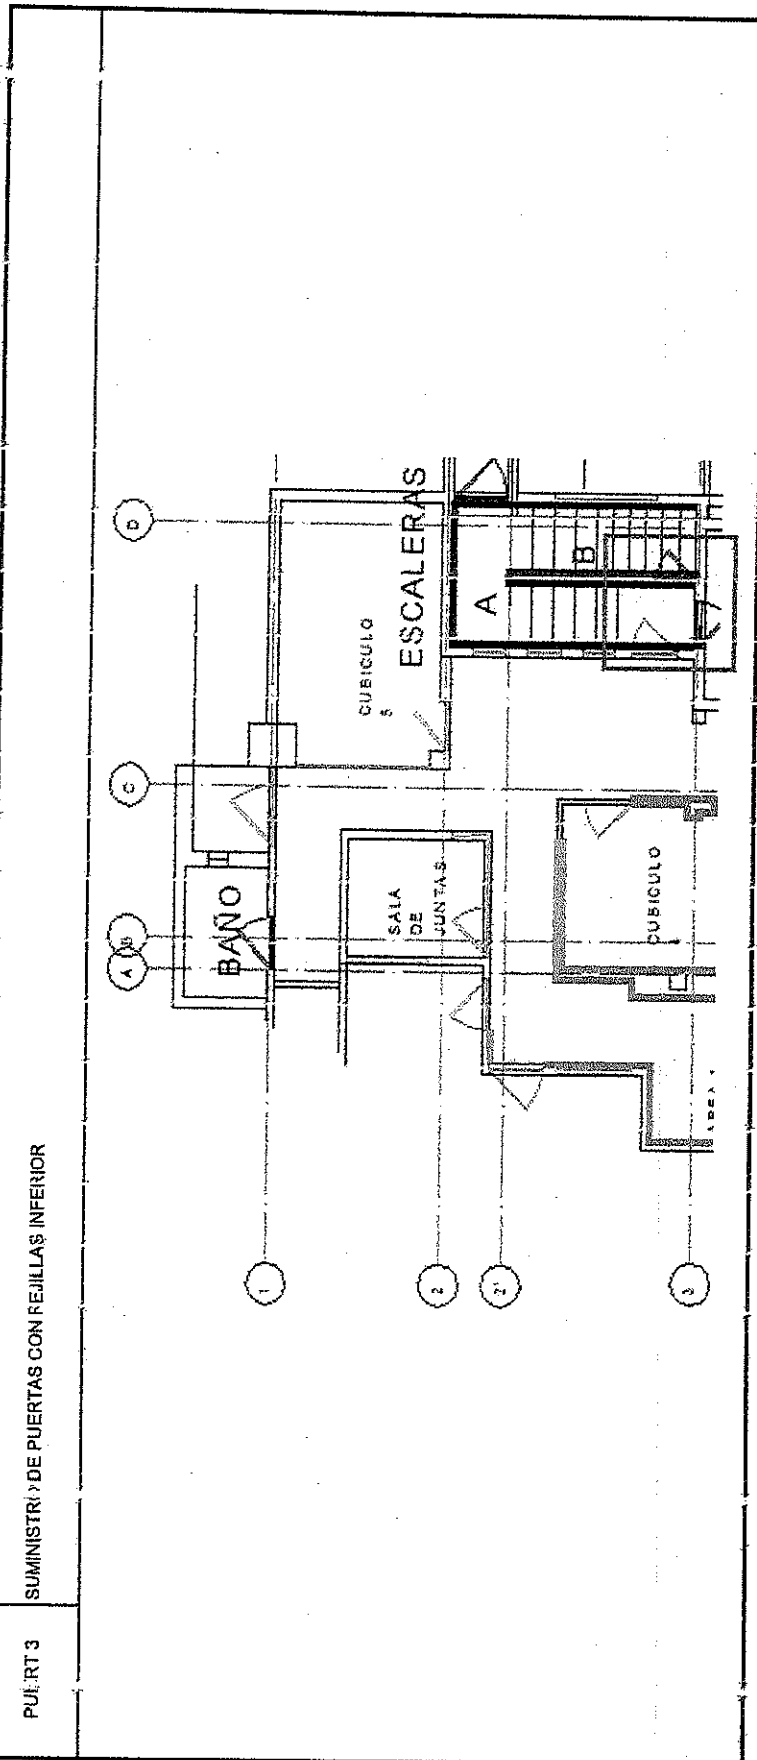 PUERT 3
SUMINISTRO DE PUERTAS CON REJILLAS INFERIOR
A
B
C
D
1
2
2'
3
BAÑO
CUBICULO
5
ESCALERAS
A
B
SALA
DE
JUNTAS
CUBICULO